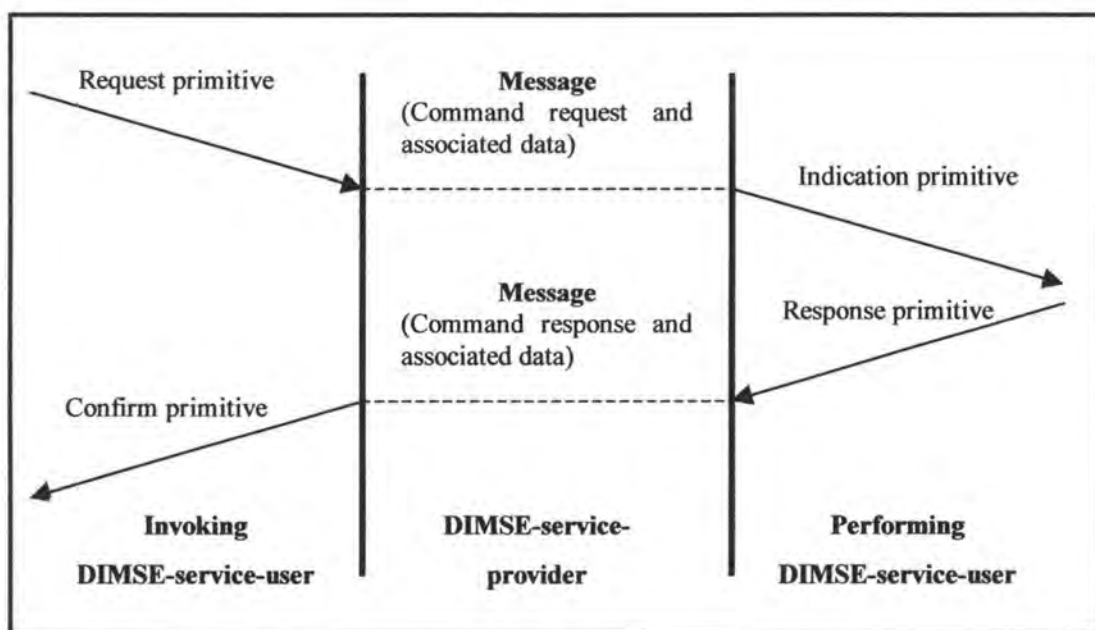 Request primitive
Message
(Command request and
associated data)
Indication primitive
Message
(Command response and
associated data)
Response primitive
Confirm primitive
Invoking
DIMSE-service-user
DIMSE-service-
provider
Performing
DIMSE-service-user